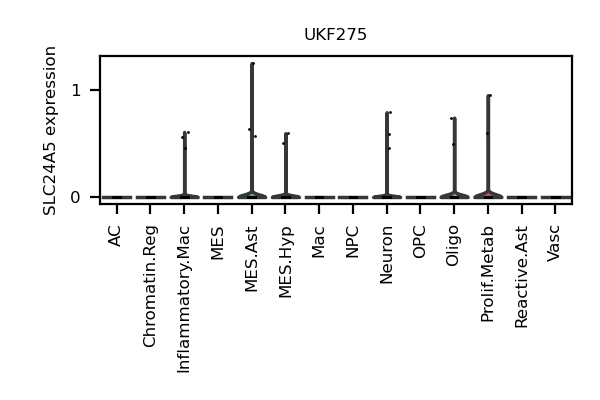 UKF275
SLC24A5 expression
1
0
AC
Chromatin.Reg
Inflammatory.Mac
MES
MES.Ast
MES.Hyp
Mac
NPC
Neuron
OPC
Oligo
Prolif.Metab
Reactive.Ast
Vasc